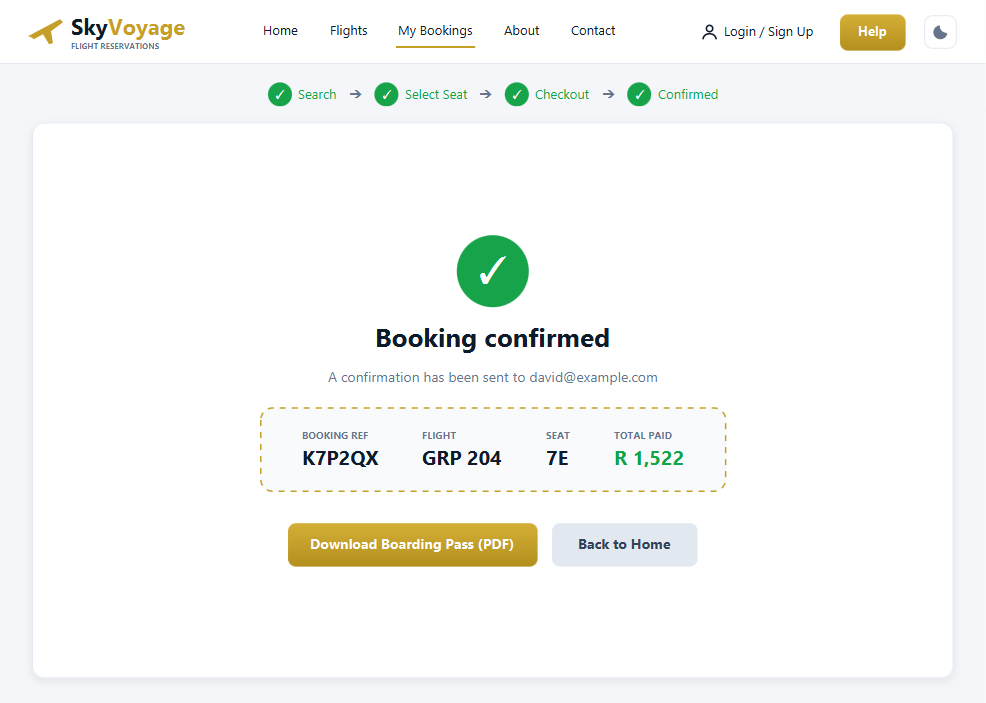 SkyVoyage
FLIGHT RESERVATIONS
Home Flights My Bookings About Contact Login / Sign Up Help
✓ Search → ✓ Select Seat → ✓ Checkout → ✓ Confirmed
✓
Booking confirmed
A confirmation has been sent to david@example.com
BOOKING REF FLIGHT SEAT TOTAL PAID
K7P2QX GRP 204 7E R 1,522
Download Boarding Pass (PDF) Back to Home